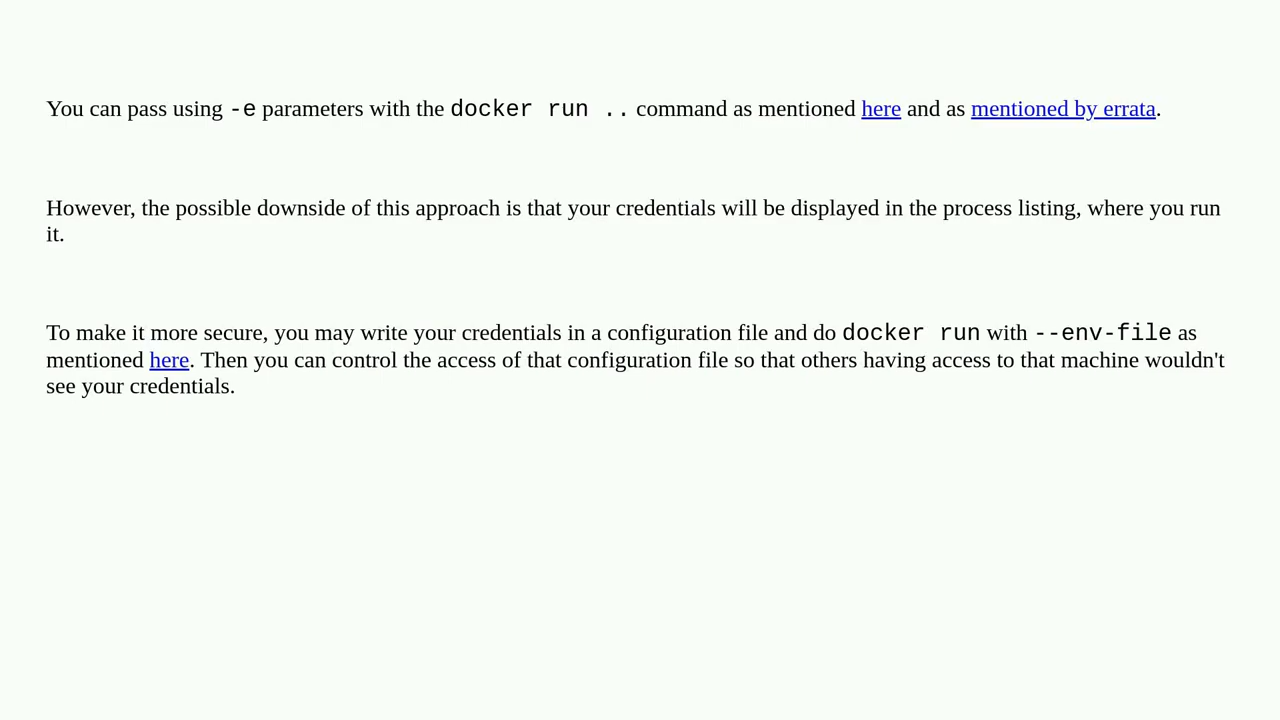 You can pass using -e parameters with the docker run .. command as mentioned here and as mentioned by errata.
However, the possible downside of this approach is that your credentials will be displayed in the process listing, where you run
it.
To make it more secure, you may write your credentials in a configuration file and do docker run with --env-file as
mentioned here. Then you can control the access of that configuration file so that others having access to that machine wouldn't
see your credentials.